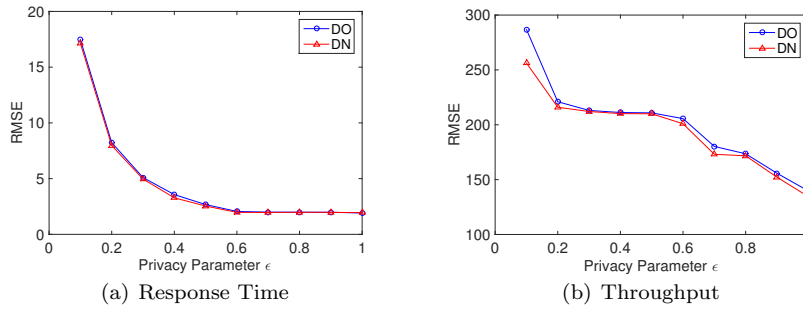 20
15
10
5
0
RMSE
0 0.2 0.4 0.6 0.8 1
Privacy Parameter ϵ
DO
DN
(a) Response Time
300
250
200
150
100
RMSE
0 0.2 0.4 0.6 0.8
Privacy Parameter ϵ
DO
DN
(b) Throughput